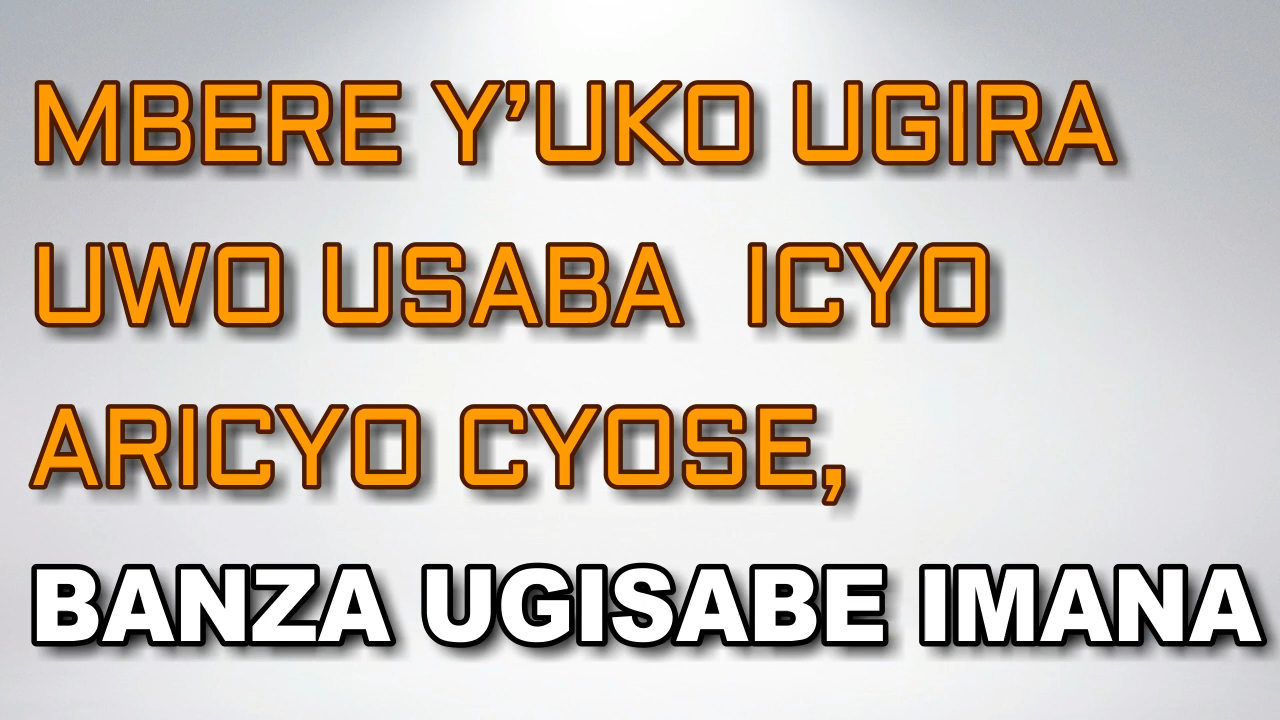 MBERE Y’UKO UGIRA
UWO USABA ICYO
ARICYO CYOSE,
BANZA UGISABE IMANA